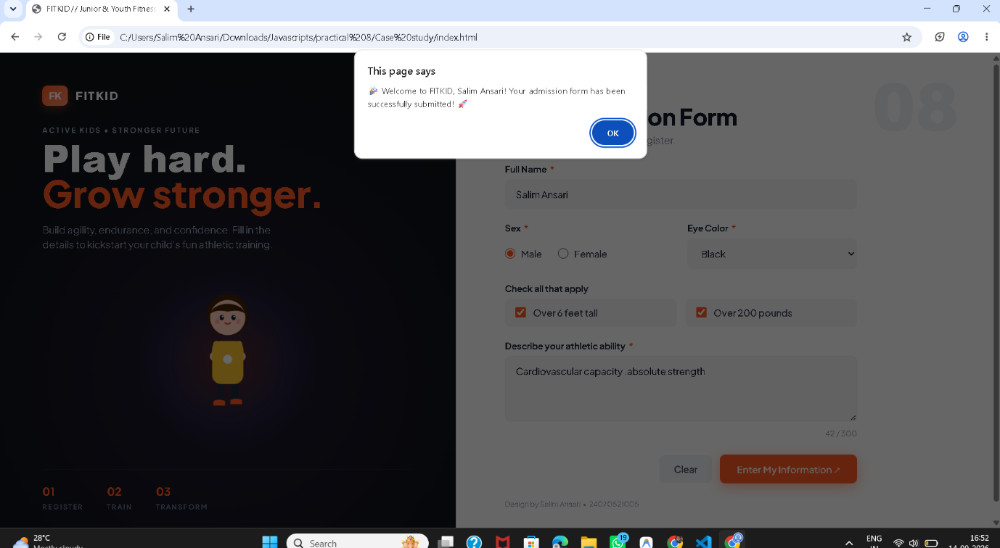 FITKID // Junior & Youth Fitness
File
C:/Users/Salim%20Ansari/Downloads/Javascripts/practical%208/Case%20study/index.html
This page says
🎉 Welcome to FITKID, Salim Ansari! Your admission form has been
successfully submitted! 🚀
OK
FK FITKID
ACTIVE KIDS • STRONGER FUTURE
Play hard.
Grow stronger.
Build agility, endurance, and confidence. Fill in the
details to kickstart your child's fun athletic training.
01 02 03
REGISTER TRAIN TRANSFORM
08
on Form
gister.
Full Name *
Salim Ansari
Sex * Eye Color *
Male Female Black
Check all that apply
Over 6 feet tall Over 200 pounds
Describe your athletic ability *
Cardiovascular capacity .absolute strength
42 / 300
Clear Enter My Information ↗
Design by Salim Ansari • 24070521005
28°C
Mostly cloudy
Search
19
ENG
IN
16:52